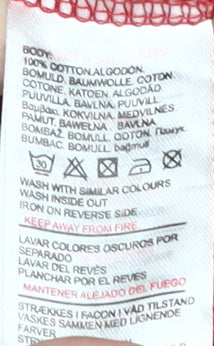 BODY:
100% COTTON.ALGODÓN.
BOMULD. BAUMWOLLE. COTON.
COTONE. KATOEN. ALGODÃO.
PUUVILLA. BAVLNA. PUUVILL.
Βαμβάκι. KOKVILNA. MEDVILNĖS.
PAMUT. BAWEŁNA. BAVLNA.
BOMBAŽ. BOMULL. COTTON. Памук.
BUMBAC. BOMULL. bağmull
WASH WITH SIMILAR COLOURS
WASH INSIDE OUT
IRON ON REVERSE SIDE
KEEP AWAY FROM FIRE
LAVAR COLORES OSCUROS POR
SEPARADO
LAVAR DEL REVÉS
PLANCHAR POR EL REVES
MANTENER ALEJADO DEL FUEGO
STRÆKKES I FACON I VÅD TILSTAND
VASKES SAMMEN MED LIGNENDE
FARVER